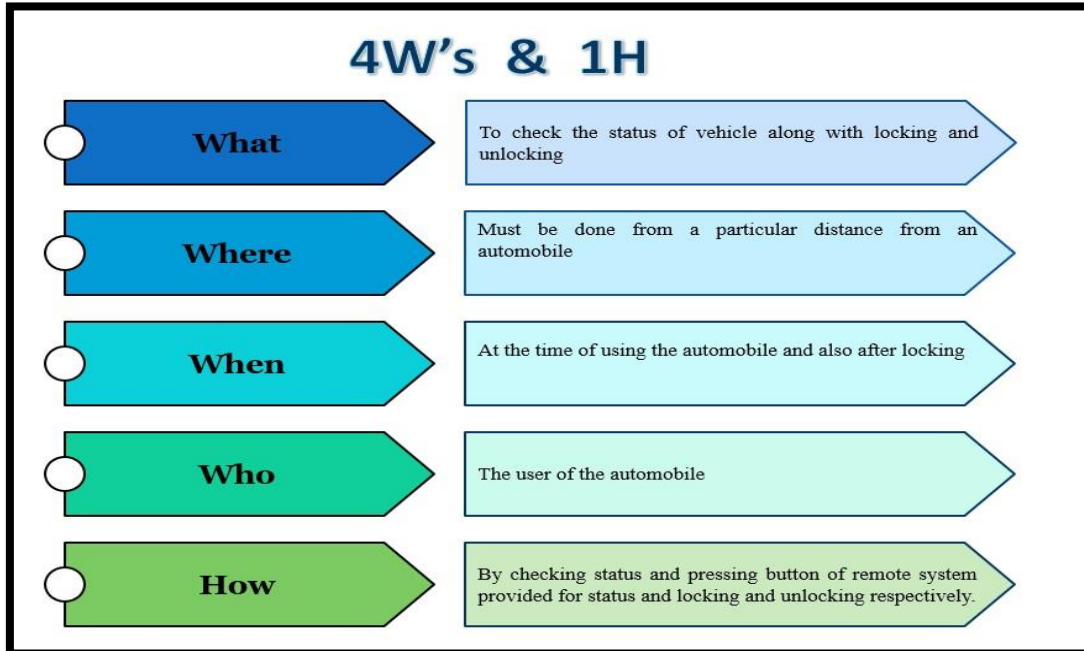 4W's & 1H
What
To check the status of vehicle along with locking and
unlocking
Where
Must be done from a particular distance from an
automobile
When
At the time of using the automobile and also after locking
Who
The user of the automobile
How
By checking status and pressing button of remote system
provided for status and locking and unlocking respectively.